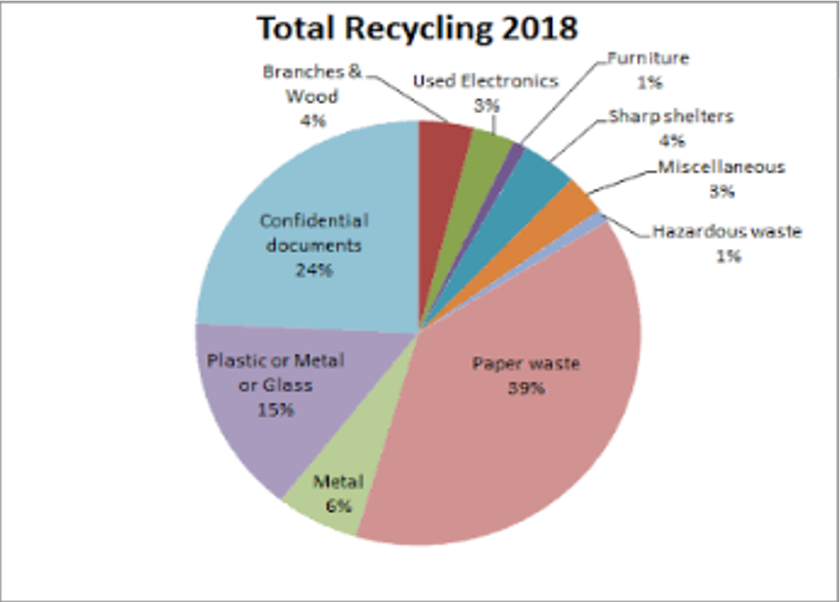 Total Recycling 2018
Branches &
Wood
4%
Used Electronics
3%
Furniture
1%
Sharp shelters
4%
Miscellaneous
3%
Hazardous waste
1%
Paper waste
39%
Metal
6%
Plastic or Metal
or Glass
15%
Confidential
documents
24%